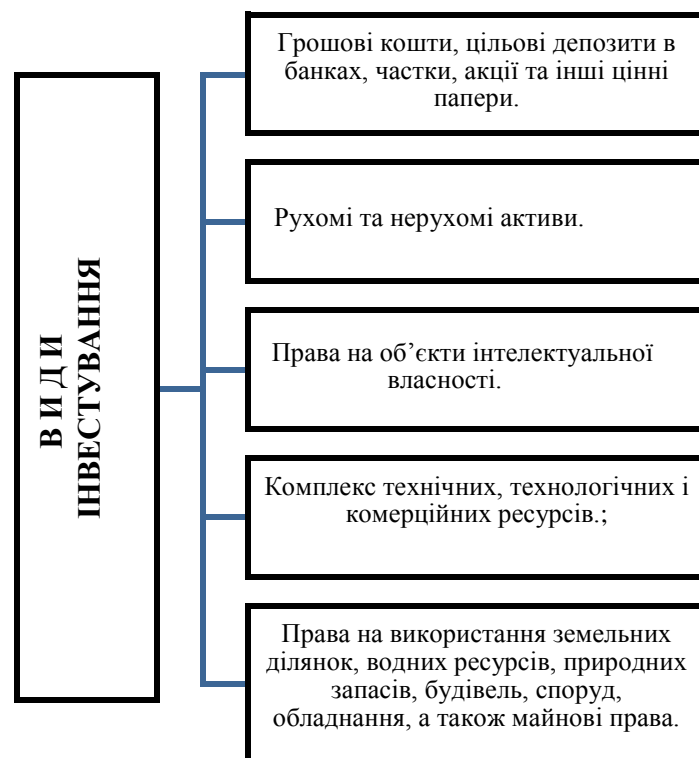 В И Д И
ІНВЕСТУВАННЯ
Грошові кошти, цільові депозити в
банках, частки, акції та інші цінні
папери.
Рухомі та нерухомі активи.
Права на об’єкти інтелектуальної
власності.
Комплекс технічних, технологічних і
комерційних ресурсів.;
Права на використання земельних
ділянок, водних ресурсів, природних
запасів, будівель, споруд,
обладнання, а також майнові права.